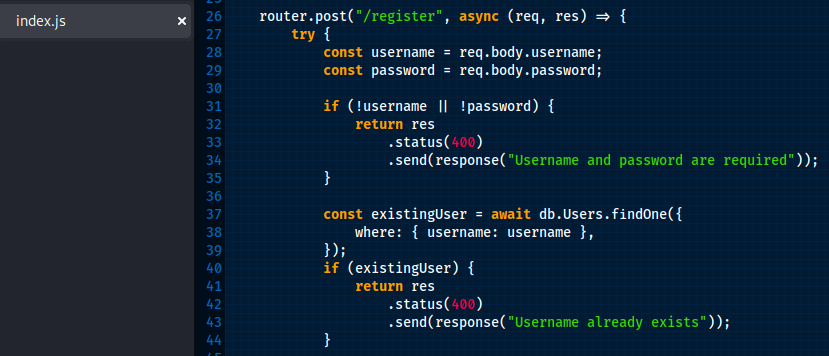 index.js ×
25
26 router.post("/register", async (req, res) => {
27 try {
28 const username = req.body.username;
29 const password = req.body.password;
30
31 if (!username || !password) {
32 return res
33 .status(400)
34 .send(response("Username and password are required"));
35 }
36
37 const existingUser = await db.Users.findOne({
38 where: { username: username },
39 });
40 if (existingUser) {
41 return res
42 .status(400)
43 .send(response("Username already exists"));
44 }